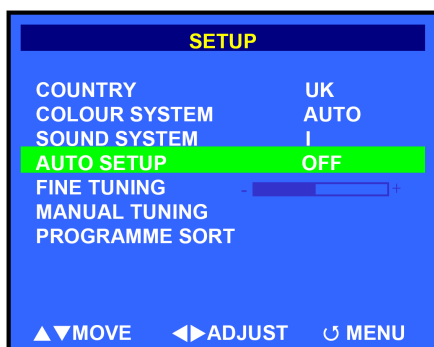 SETUP
COUNTRY UK
COLOUR SYSTEM AUTO
SOUND SYSTEM I
AUTO SETUP OFF
FINE TUNING - +
MANUAL TUNING
PROGRAMME SORT
▲▼MOVE ◀▶ADJUST ↺ MENU